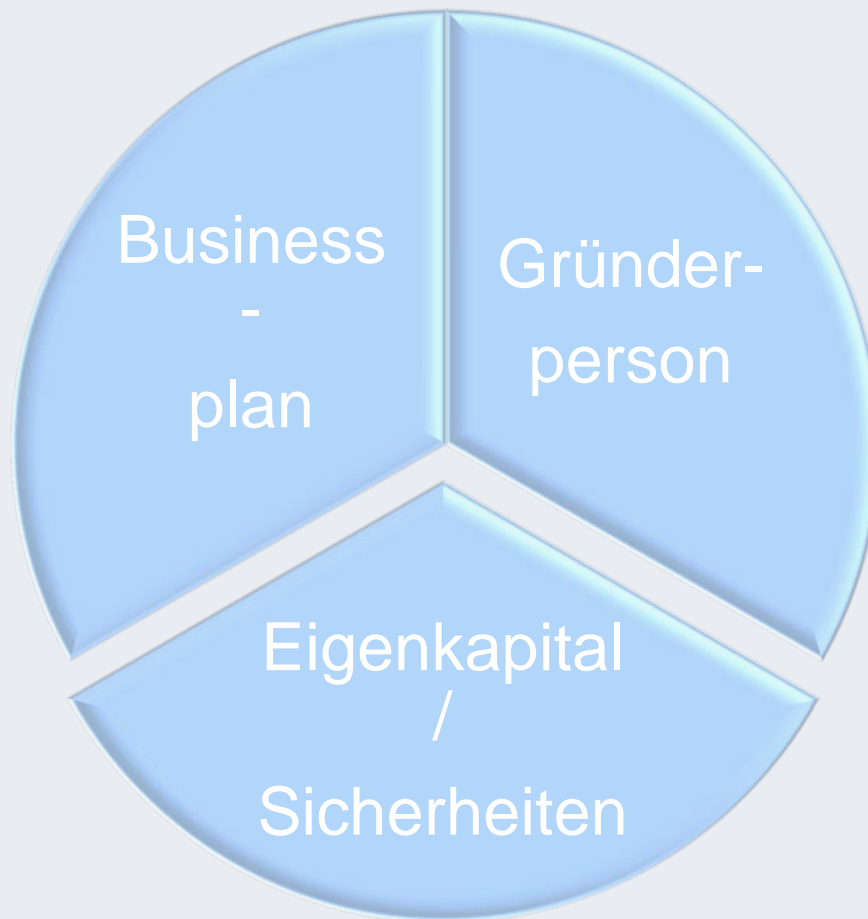 Business
-
plan
Gründer-
person
Eigenkapital
/
Sicherheiten